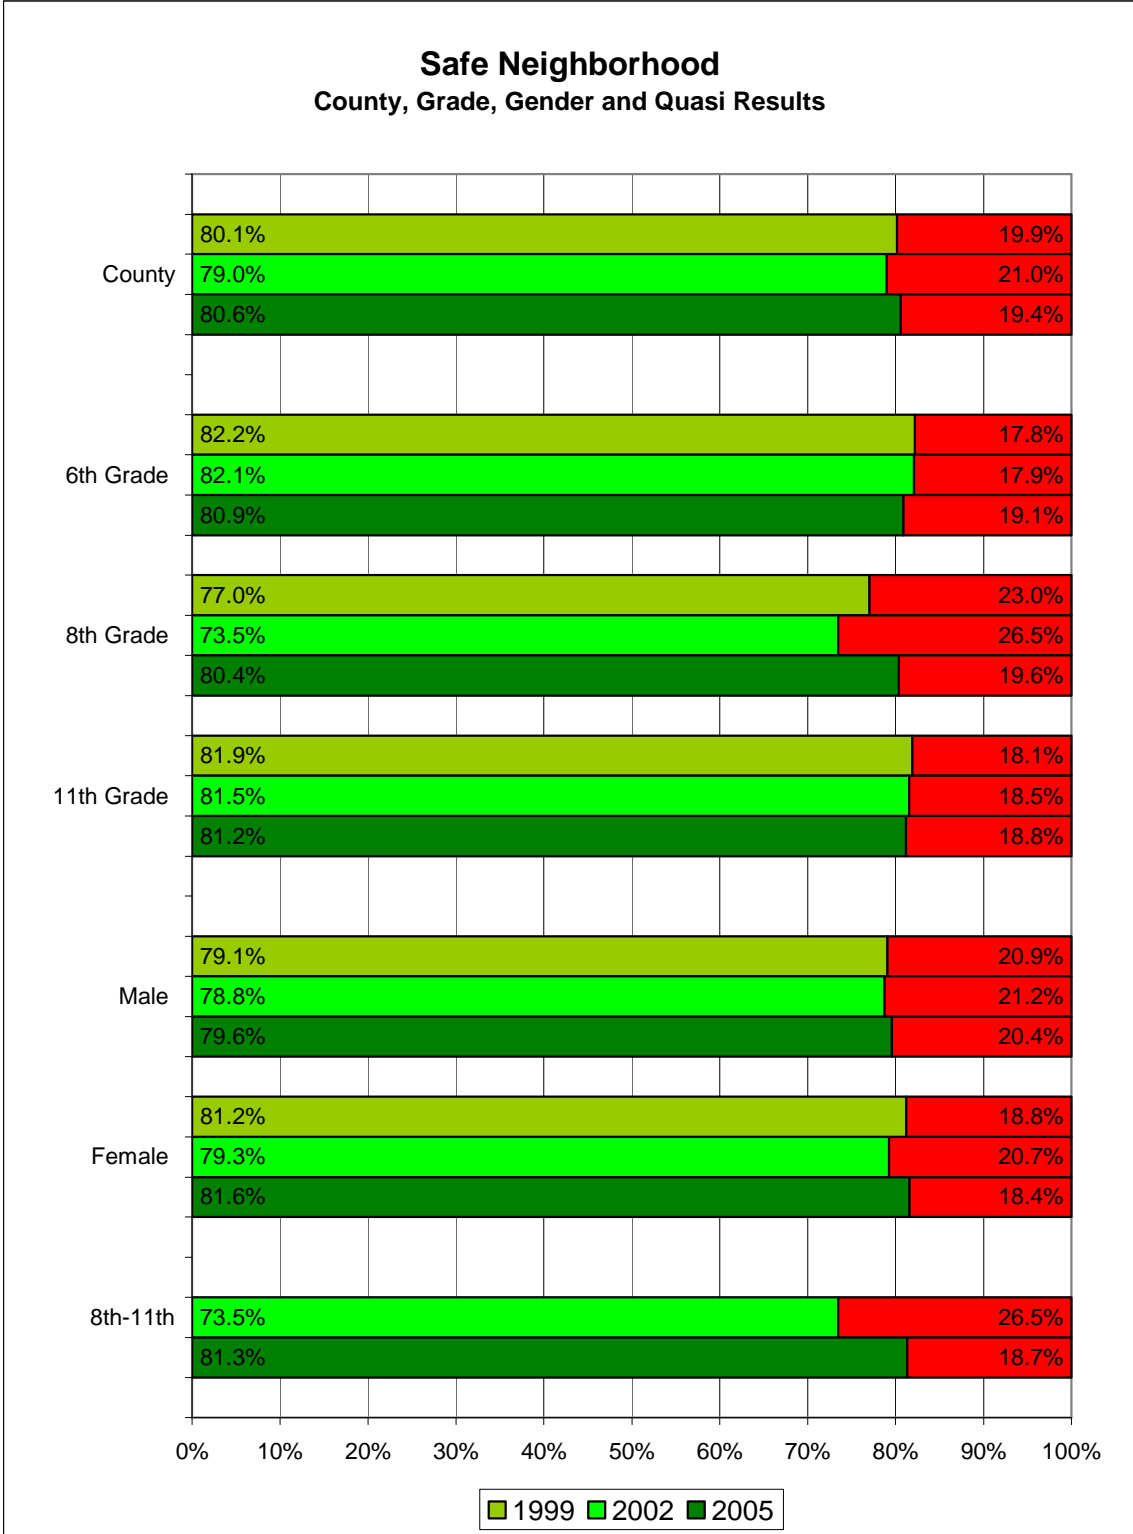 Safe Neighborhood
County, Grade, Gender and Quasi Results
80.1% 19.9%
County 79.0% 21.0%
80.6% 19.4%
82.2% 17.8%
6th Grade 82.1% 17.9%
80.9% 19.1%
77.0% 23.0%
8th Grade 73.5% 26.5%
80.4% 19.6%
81.9% 18.1%
11th Grade 81.5% 18.5%
81.2% 18.8%
79.1% 20.9%
Male 78.8% 21.2%
79.6% 20.4%
81.2% 18.8%
Female 79.3% 20.7%
81.6% 18.4%
8th-11th 73.5% 26.5%
81.3% 18.7%
0% 10% 20% 30% 40% 50% 60% 70% 80% 90% 100%
1999 2002 2005